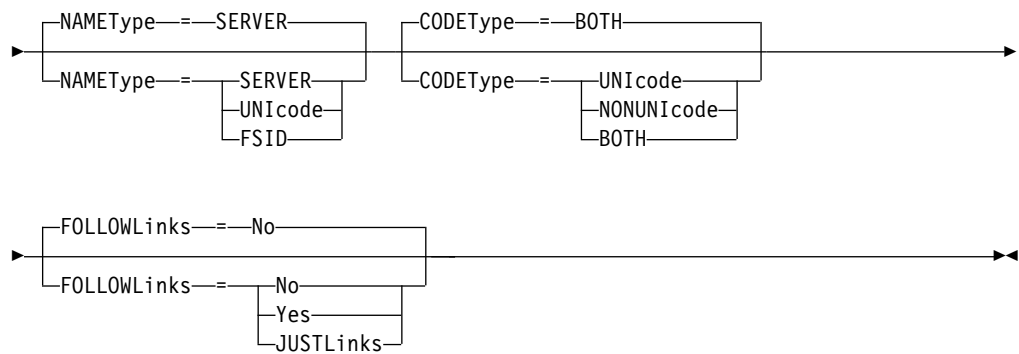 NAMEType = SERVER CODEType = BOTH
NAMEType = SERVER CODEType = UNIcode
UNIcode NONUNIcode
FSID BOTH
FOLLOWLinks = No
FOLLOWLinks = No
Yes
JUSTLinks